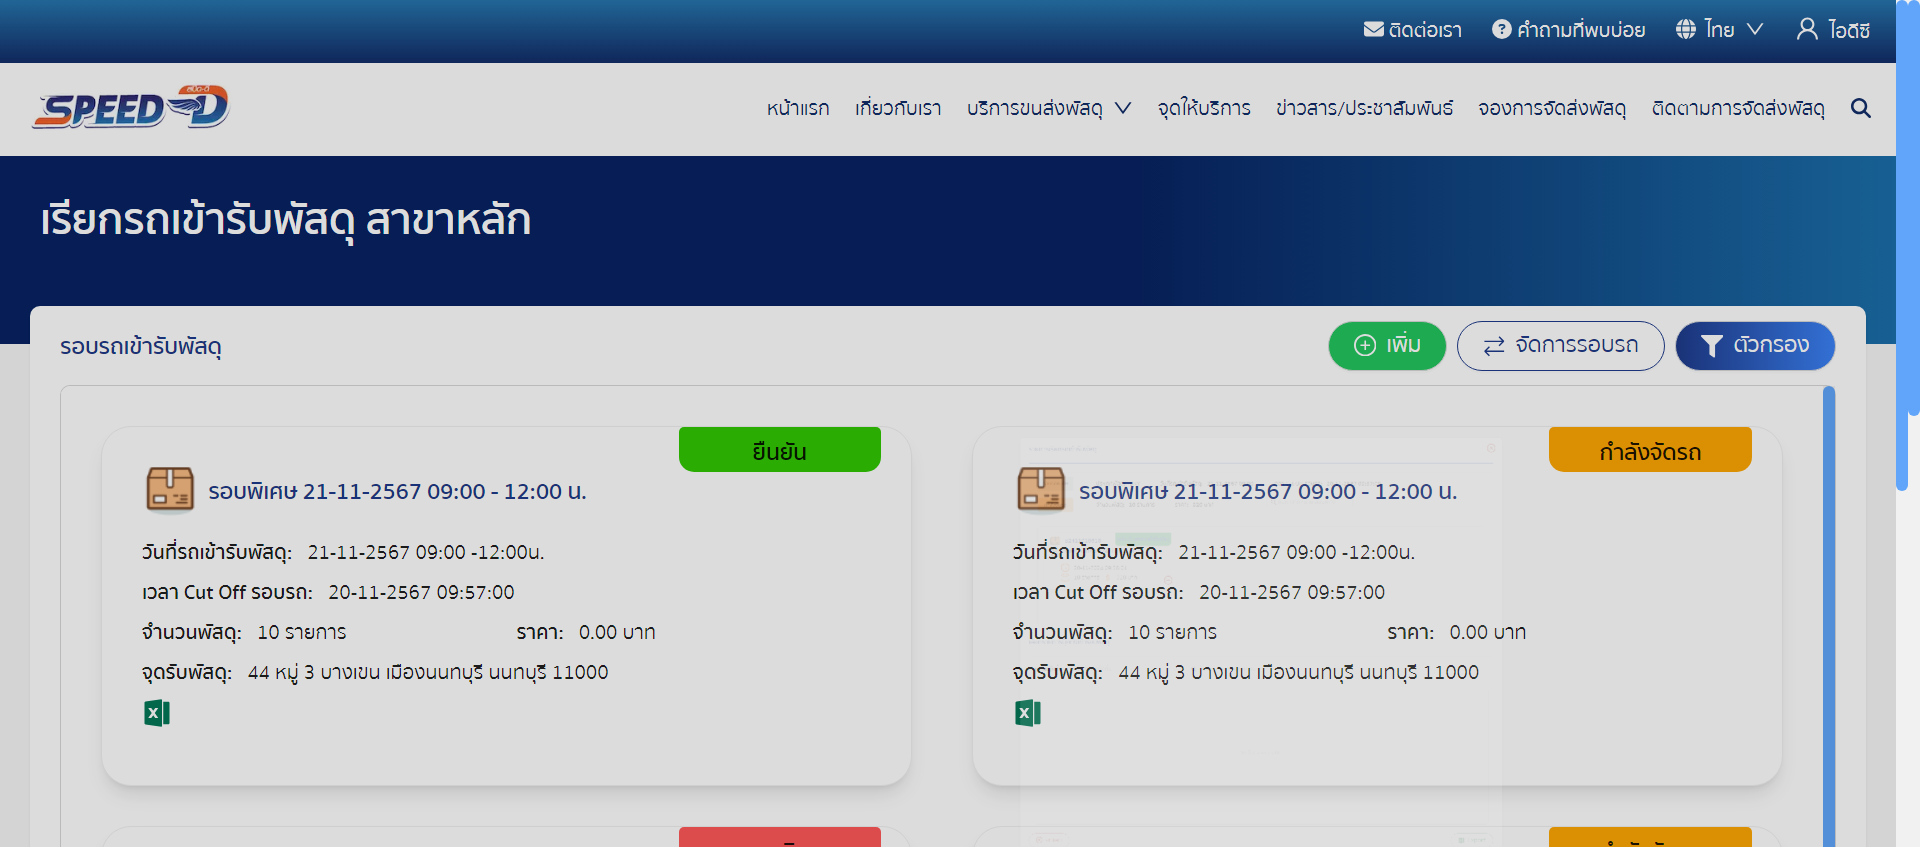 ติดต่อเรา คำถามที่พบบ่อย ไทย ไอดีซี
สปีด-ดี
SPEED-D
หน้าแรก เกี่ยวกับเรา บริการขนส่งพัสดุ จุดให้บริการ ข่าวสาร/ประชาสัมพันธ์ จองการจัดส่งพัสดุ ติดตามการจัดส่งพัสดุ
เรียกรถเข้ารับพัสดุ สาขาหลัก
รอบรถเข้ารับพัสดุ
เพิ่ม จัดการรอบรถ ตัวกรอง
ยืนยัน
รอบพิเศษ 21-11-2567 09:00 - 12:00 น.
วันที่รถเข้ารับพัสดุ: 21-11-2567 09:00 -12:00น.
เวลา Cut Off รอบรถ: 20-11-2567 09:57:00
จำนวนพัสดุ: 10 รายการ ราคา: 0.00 บาท
จุดรับพัสดุ: 44 หมู่ 3 บางเขน เมืองนนทบุรี นนทบุรี 11000
กำลังจัดรถ
รอบพิเศษ 21-11-2567 09:00 - 12:00 น.
วันที่รถเข้ารับพัสดุ: 21-11-2567 09:00 -12:00น.
เวลา Cut Off รอบรถ: 20-11-2567 09:57:00
จำนวนพัสดุ: 10 รายการ ราคา: 0.00 บาท
จุดรับพัสดุ: 44 หมู่ 3 บางเขน เมืองนนทบุรี นนทบุรี 11000